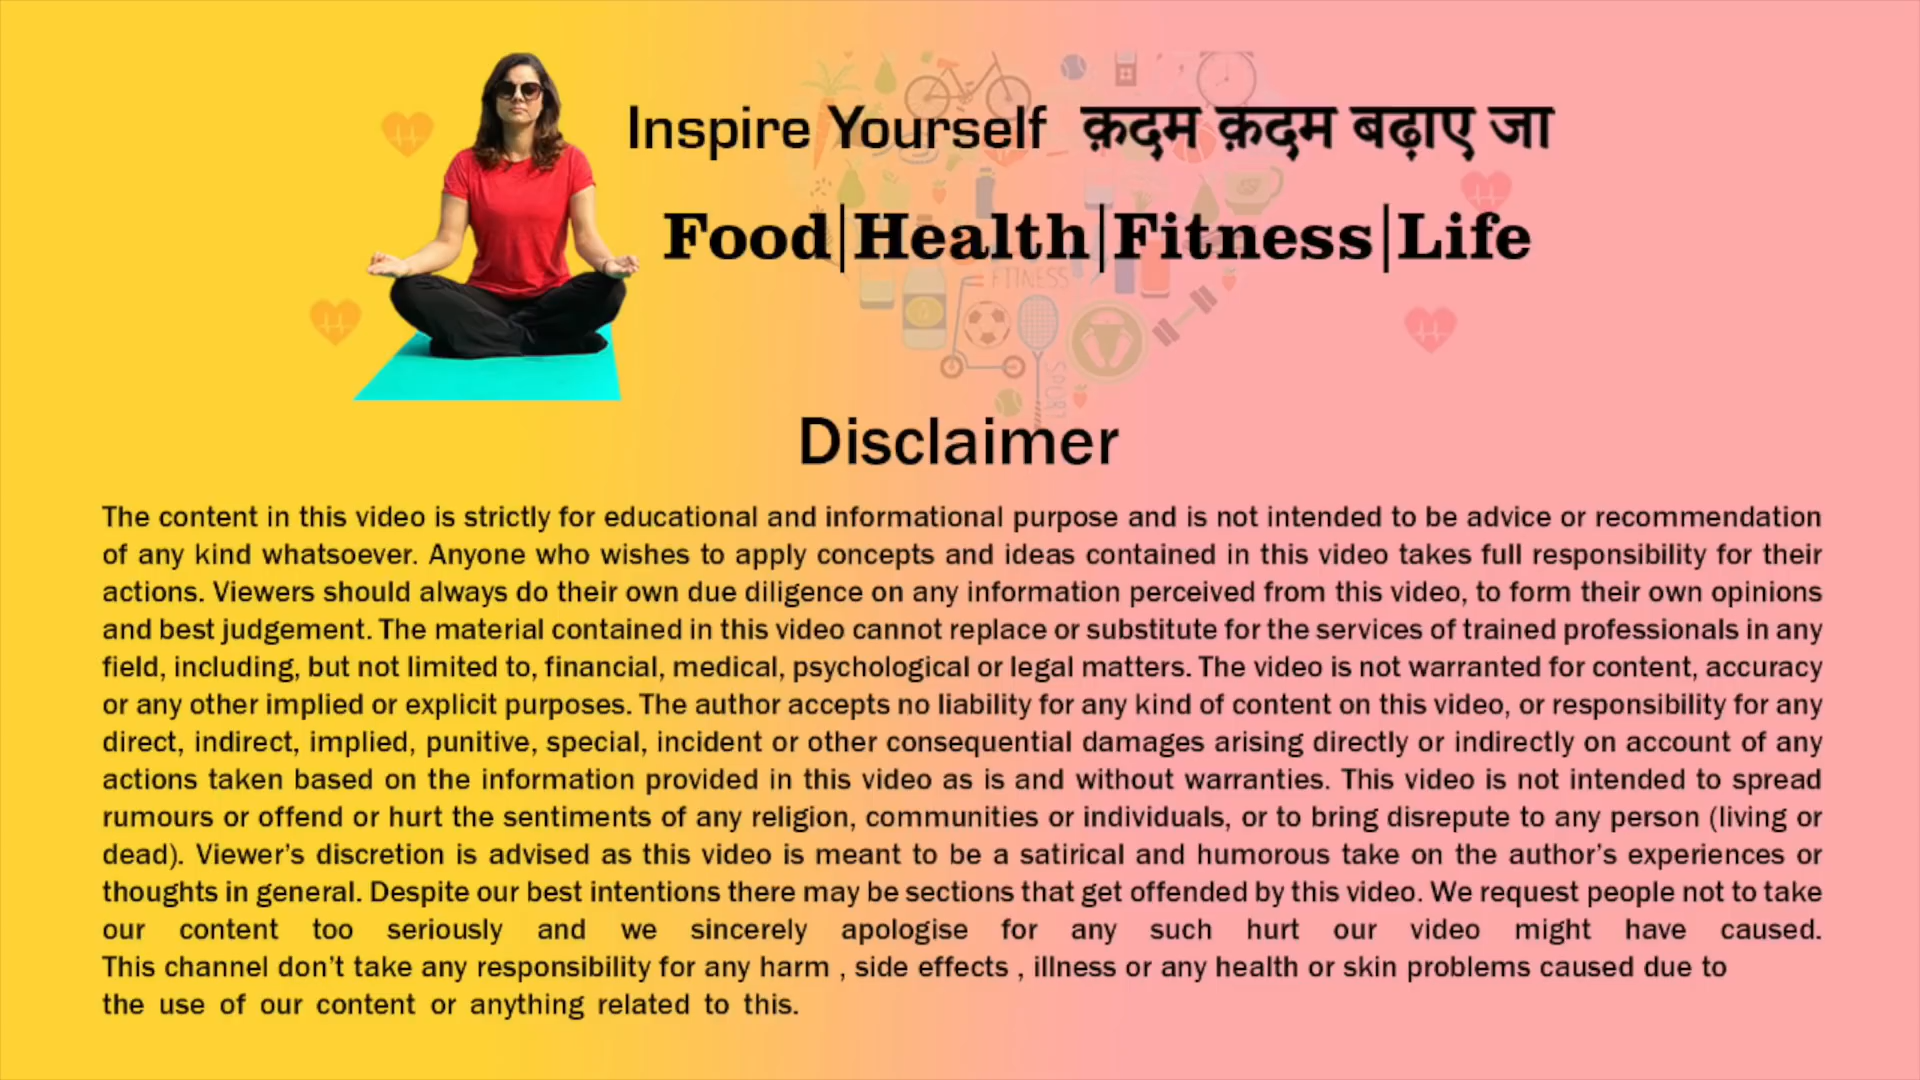 Inspire Yourself क़दम क़दम बढ़ाए जा
Food|Health|Fitness|Life
FITNESS
SPORT
Disclaimer
The content in this video is strictly for educational and informational purpose and is not intended to be advice or recommendation
of any kind whatsoever. Anyone who wishes to apply concepts and ideas contained in this video takes full responsibility for their
actions. Viewers should always do their own due diligence on any information perceived from this video, to form their own opinions
and best judgement. The material contained in this video cannot replace or substitute for the services of trained professionals in any
field, including, but not limited to, financial, medical, psychological or legal matters. The video is not warranted for content, accuracy
or any other implied or explicit purposes. The author accepts no liability for any kind of content on this video, or responsibility for any
direct, indirect, implied, punitive, special, incident or other consequential damages arising directly or indirectly on account of any
actions taken based on the information provided in this video as is and without warranties. This video is not intended to spread
rumours or offend or hurt the sentiments of any religion, communities or individuals, or to bring disrepute to any person (living or
dead). Viewer’s discretion is advised as this video is meant to be a satirical and humorous take on the author’s experiences or
thoughts in general. Despite our best intentions there may be sections that get offended by this video. We request people not to take
our content too seriously and we sincerely apologise for any such hurt our video might have caused.
This channel don’t take any responsibility for any harm , side effects , illness or any health or skin problems caused due to
the use of our content or anything related to this.